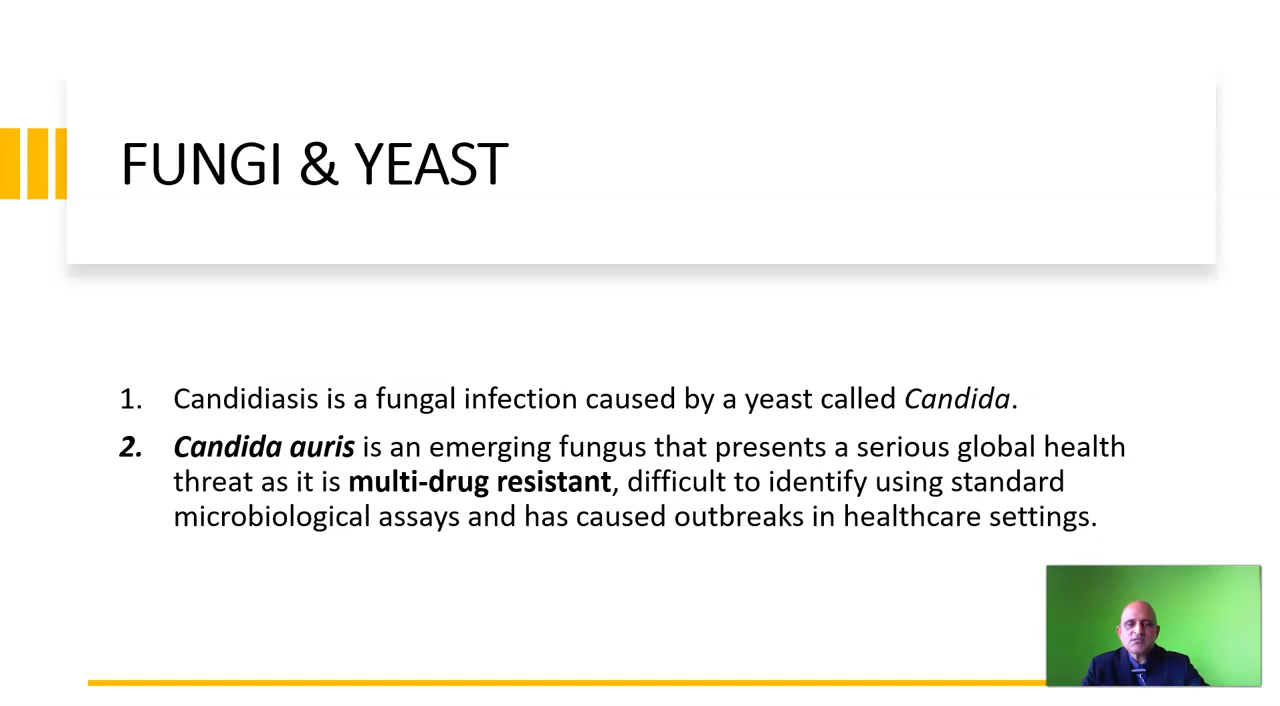 FUNGI & YEAST
1. Candidiasis is a fungal infection caused by a yeast called Candida.
2. Candida auris is an emerging fungus that presents a serious global health
threat as it is multi-drug resistant, difficult to identify using standard
microbiological assays and has caused outbreaks in healthcare settings.